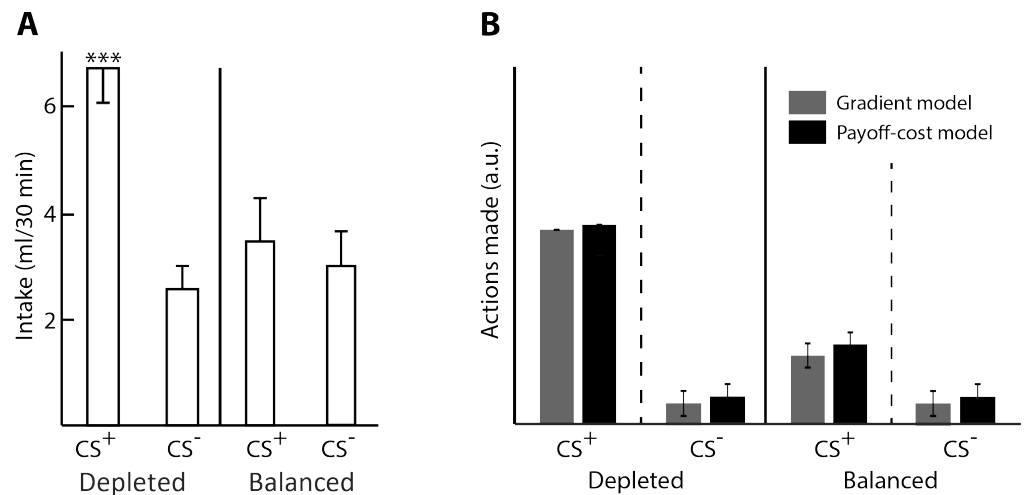 A
***
6
4
2
Intake (ml/30 min)
CS+
CS-
CS+
CS-
Depleted
Balanced
B
Gradient model
Payoff-cost model
Actions made (a.u.)
CS+
CS-
CS+
CS-
Depleted
Balanced